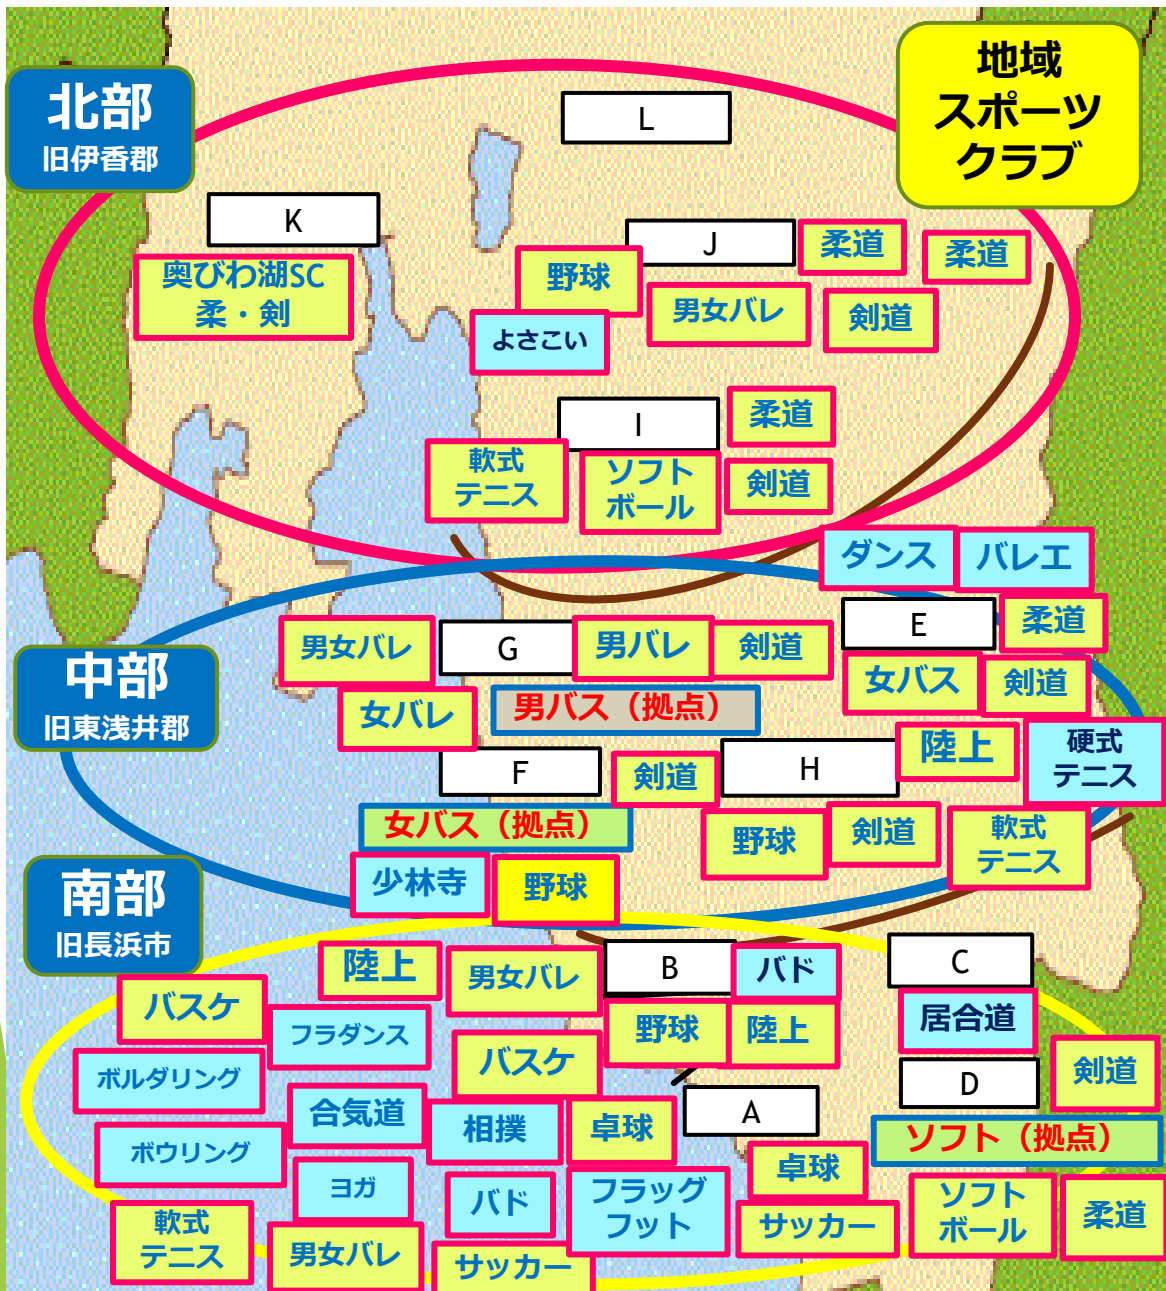 地域
スポーツ
クラブ
北部
旧伊香郡
L
K
奥びわ湖SC
柔・剣
J
柔道
柔道
野球
男女バレ
剣道
よさこい
I
柔道
軟式
テニス
ソフト
ボール
剣道
ダンス
バレエ
中部
旧東浅井郡
男女バレ
G
男バレ
剣道
E
柔道
女バレ
男バス（拠点）
女バス
剣道
F
剣道
H
陸上
硬式
テニス
女バス（拠点）
野球
剣道
軟式
テニス
少林寺
野球
南部
旧長浜市
陸上
男女バレ
B
バド
C
バスケ
フラダンス
野球
陸上
居合道
ボルダリング
バスケ
剣道
合気道
相撲
卓球
A
D
ソフト（拠点）
ボウリング
ヨガ
バド
フラッグ
フット
卓球
サッカー
ソフト
ボール
柔道
軟式
テニス
男女バレ
サッカー